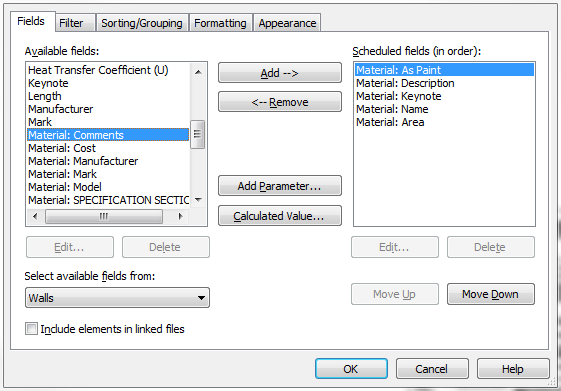 Fields Filter Sorting/Grouping Formatting Appearance
Available fields:
Heat Transfer Coefficient (U)
Keynote
Length
Manufacturer
Mark
Material: Comments
Material: Cost
Material: Manufacturer
Material: Mark
Material: Model
Material: SPECIFICATION SECTIC
Edit... Delete
Select available fields from:
Walls
Include elements in linked files
Add -->
<-- Remove
Add Parameter...
Calculated Value...
Scheduled fields (in order):
Material: As Paint
Material: Description
Material: Keynote
Material: Name
Material: Area
Edit... Delete
Move Up Move Down
OK Cancel Help